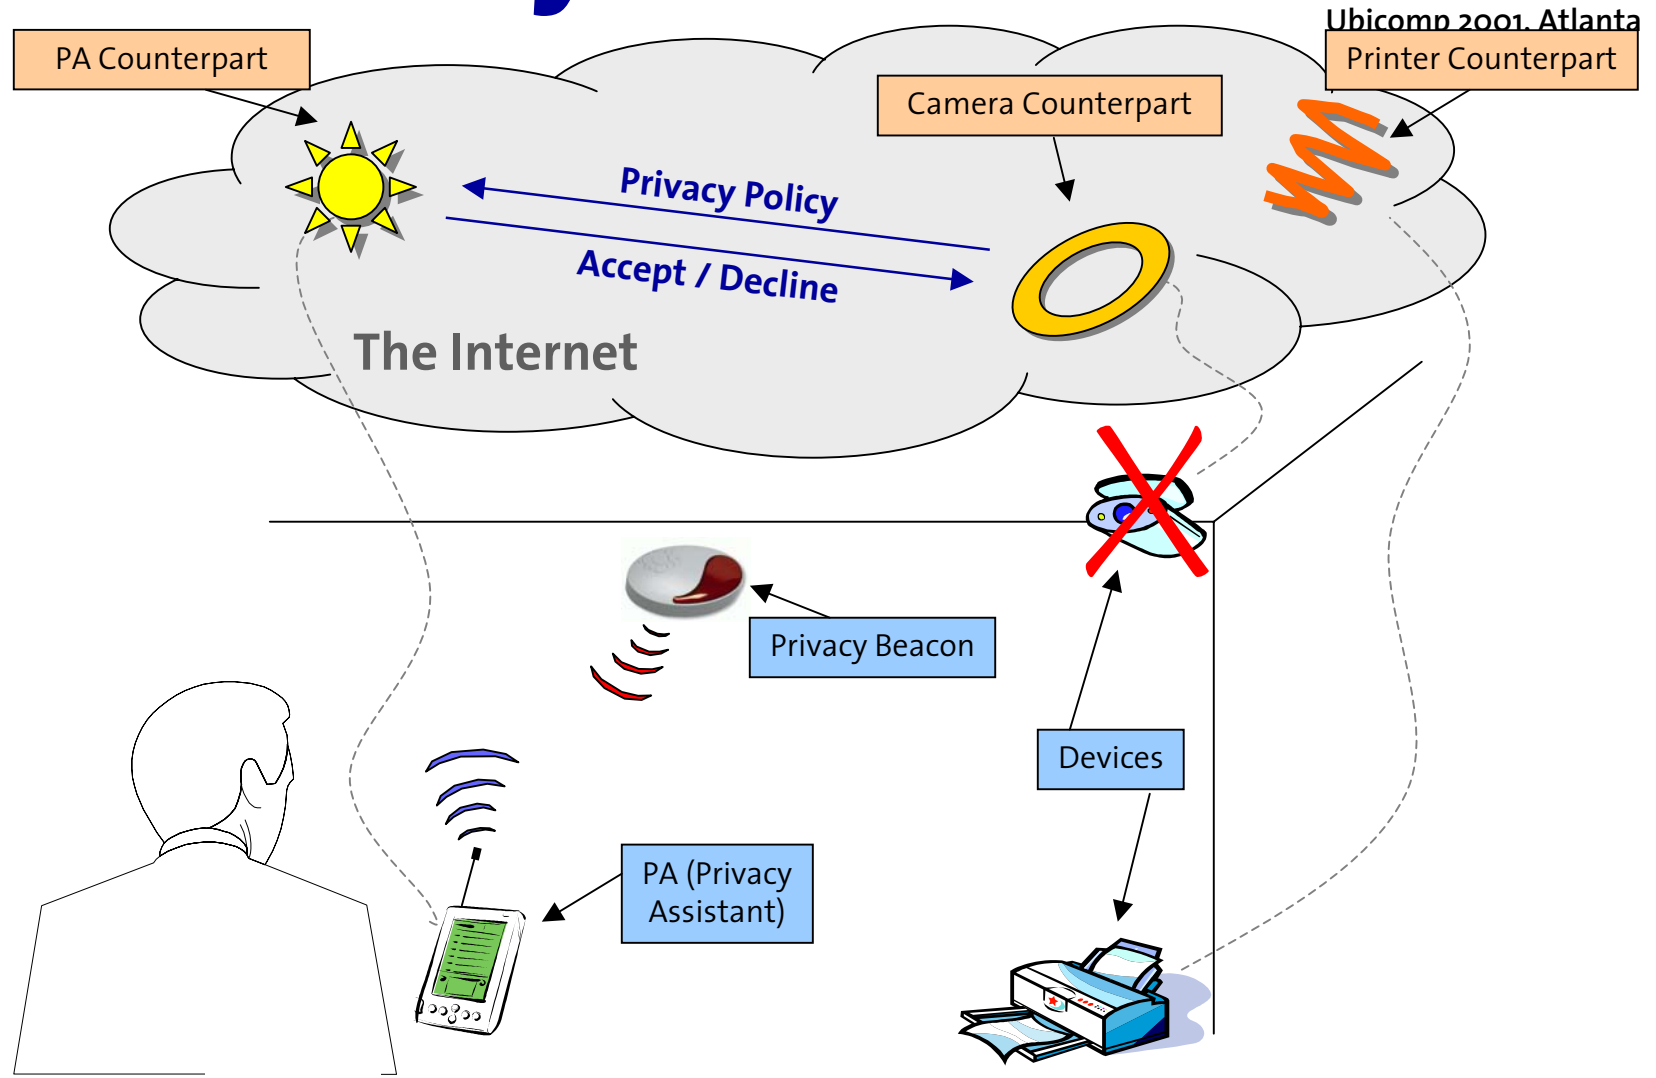 Ubicomp 2001, Atlanta
PA Counterpart
Printer Counterpart
Camera Counterpart
Privacy Policy
Accept / Decline
The Internet
Privacy Beacon
Devices
PA (Privacy
Assistant)